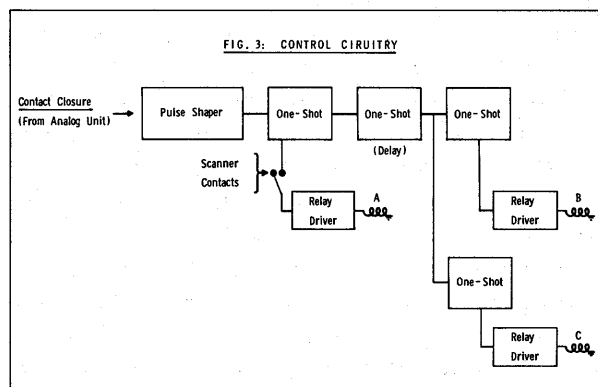 FIG. 3: CONTROL CIRUITRY
Contact Closure
(From Analog Unit)
Pulse Shaper
One-Shot
One-Shot
One-Shot
(Delay)
Scanner
Contacts
Relay
Driver
A
Relay
Driver
B
One-Shot
Relay
Driver
C